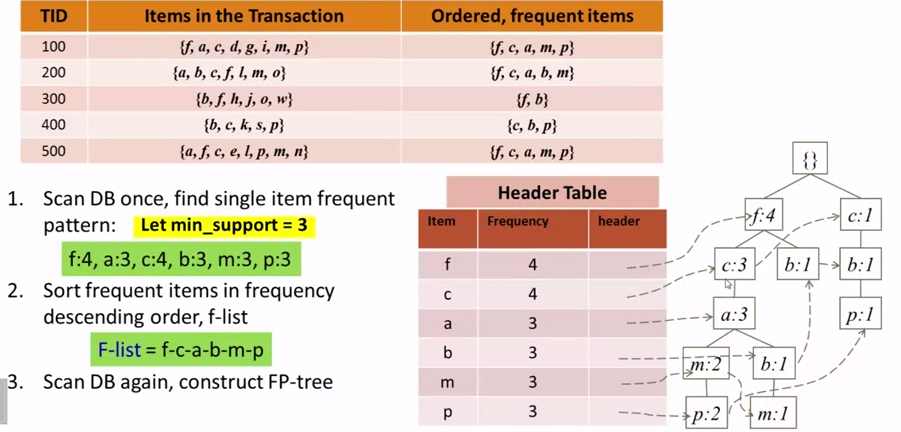 TID Items in the Transaction Ordered, frequent items
100 {f, a, c, d, g, i, m, p} {f, c, a, m, p}
200 {a, b, c, f, l, m, o} {f, c, a, b, m}
300 {b, f, h, j, o, w} {f, b}
400 {b, c, k, s, p} {c, b, p}
500 {a, f, c, e, l, p, m, n} {f, c, a, m, p}
1. Scan DB once, find single item frequent
pattern: Let min_support = 3
f:4, a:3, c:4, b:3, m:3, p:3
2. Sort frequent items in frequency
descending order, f-list
F-list = f-c-a-b-m-p
3. Scan DB again, construct FP-tree
Header Table
Item Frequency header
f 4
c 4
a 3
b 3
m 3
p 3
{}
f:4 c:1
c:3 b:1 b:1
a:3 p:1
m:2 b:1
p:2 m:1